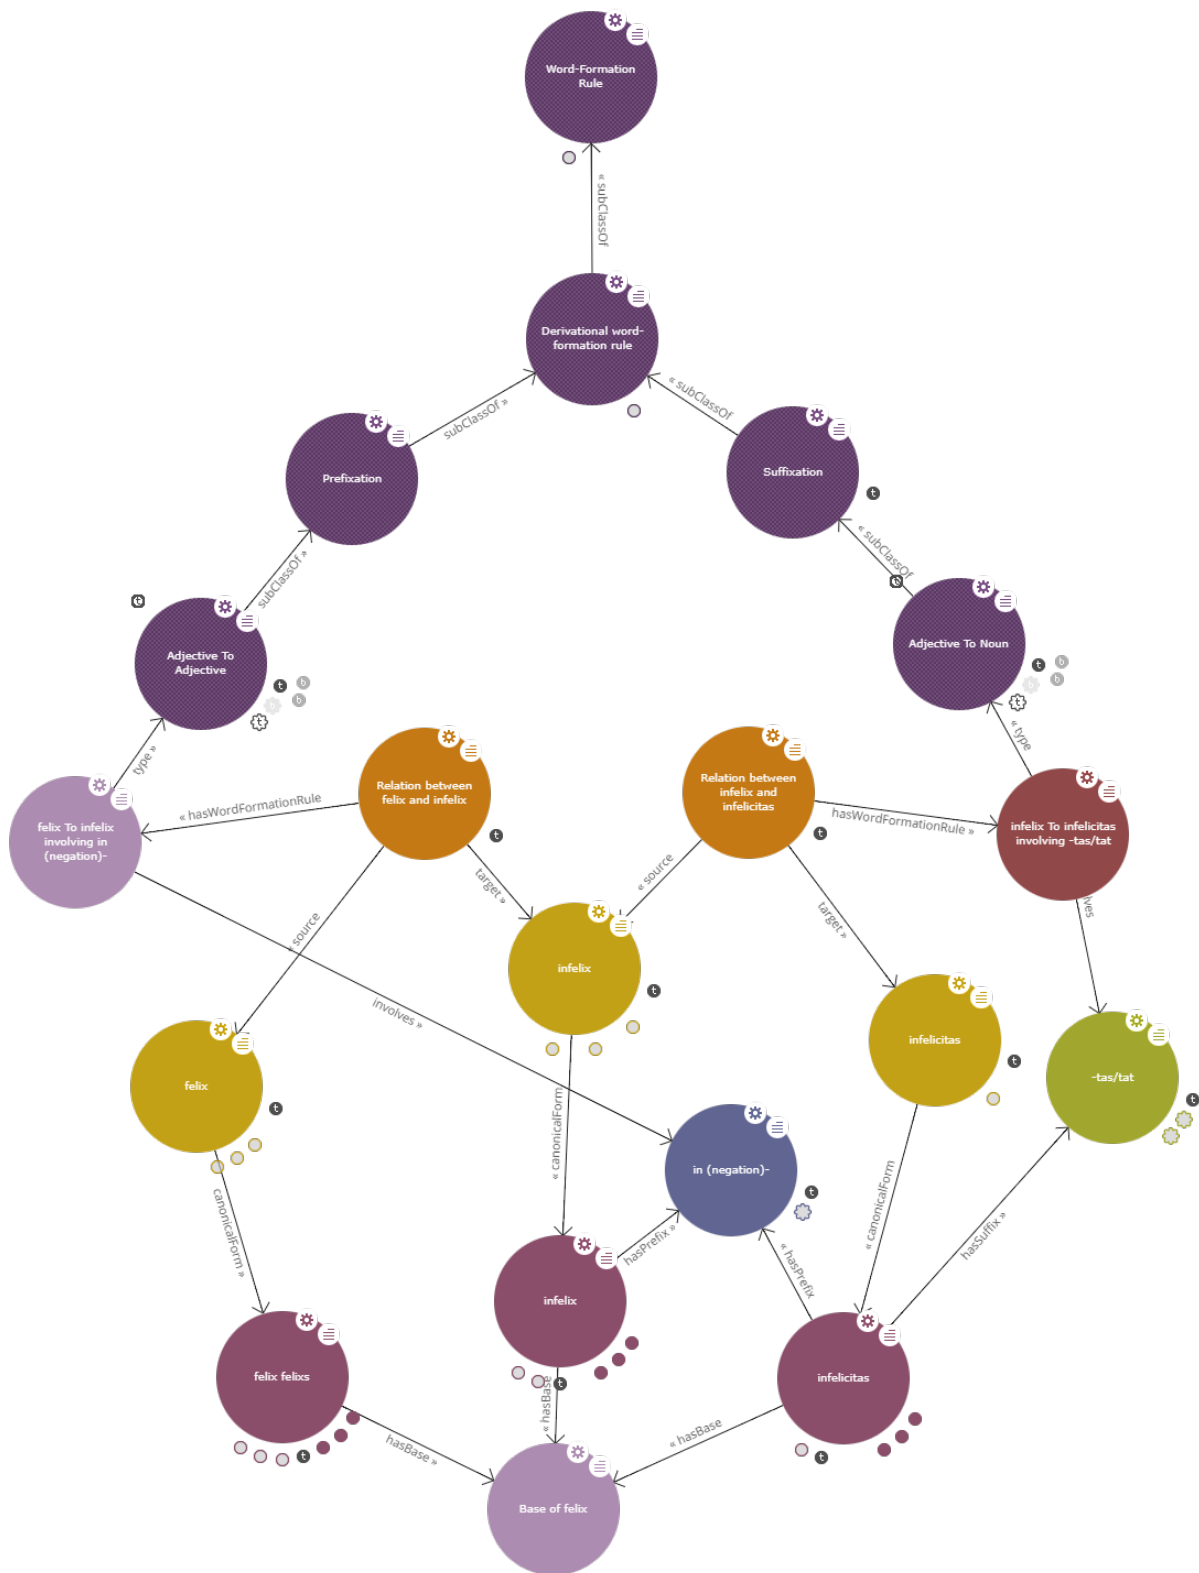 Word-Formation
Rule
« subClassOf
Derivational word-
formation rule
subClassOf »
« subClassOf
Prefixation
Suffixation
subClassOf »
« subClassOf
Adjective To
Adjective
Adjective To Noun
t
t
b
b
b
t
t
b
b
b
t
t
type »
« type
felix To infelix
involving in
(negation)-
« hasWordFormationRule
Relation between
felix and infelix
t
Relation between
infelix and
infelicitas
t
hasWordFormationRule »
infelix To infelicitas
involving -tas/tat
« source
target »
« source
target »
lves
involves »
infelix
t
infelicitas
t
felix
t
-tas/tat
t
canonicalForm »
« canonicalForm
« canonicalForm
in (negation)-
t
hasPrefix »
« hasPrefix
hasSuffix »
infelix
t
felix felixs
t
infelicitas
t
hasBase »
« hasBase
« hasBase
Base of felix